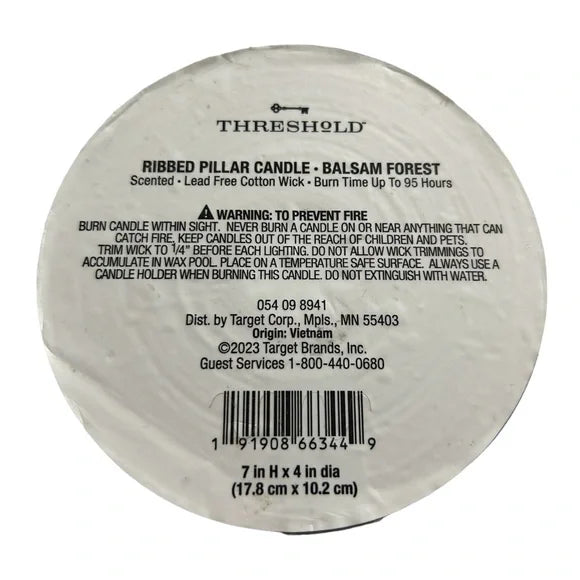 THRESHOLD™
RIBBED PILLAR CANDLE • BALSAM FOREST
Scented • Lead Free Cotton Wick • Burn Time Up To 95 Hours
⚠ WARNING: TO PREVENT FIRE
BURN CANDLE WITHIN SIGHT. NEVER BURN A CANDLE ON OR NEAR ANYTHING THAT CAN
CATCH FIRE, KEEP CANDLES OUT OF THE REACH OF CHILDREN AND PETS.
TRIM WICK TO 1/4" BEFORE EACH LIGHTING. DO NOT ALLOW WICK TRIMMINGS TO
ACCUMULATE IN WAX POOL. PLACE ON A TEMPERATURE SAFE SURFACE. ALWAYS USE A
CANDLE HOLDER WHEN BURNING THIS CANDLE. DO NOT EXTINGUISH WITH WATER.
054 09 8941
Dist. by Target Corp., Mpls., MN 55403
Origin: Vietnam
©2023 Target Brands, Inc.
Guest Services 1-800-440-0680
1 91908 66344 9
7 in H x 4 in dia
(17.8 cm x 10.2 cm)